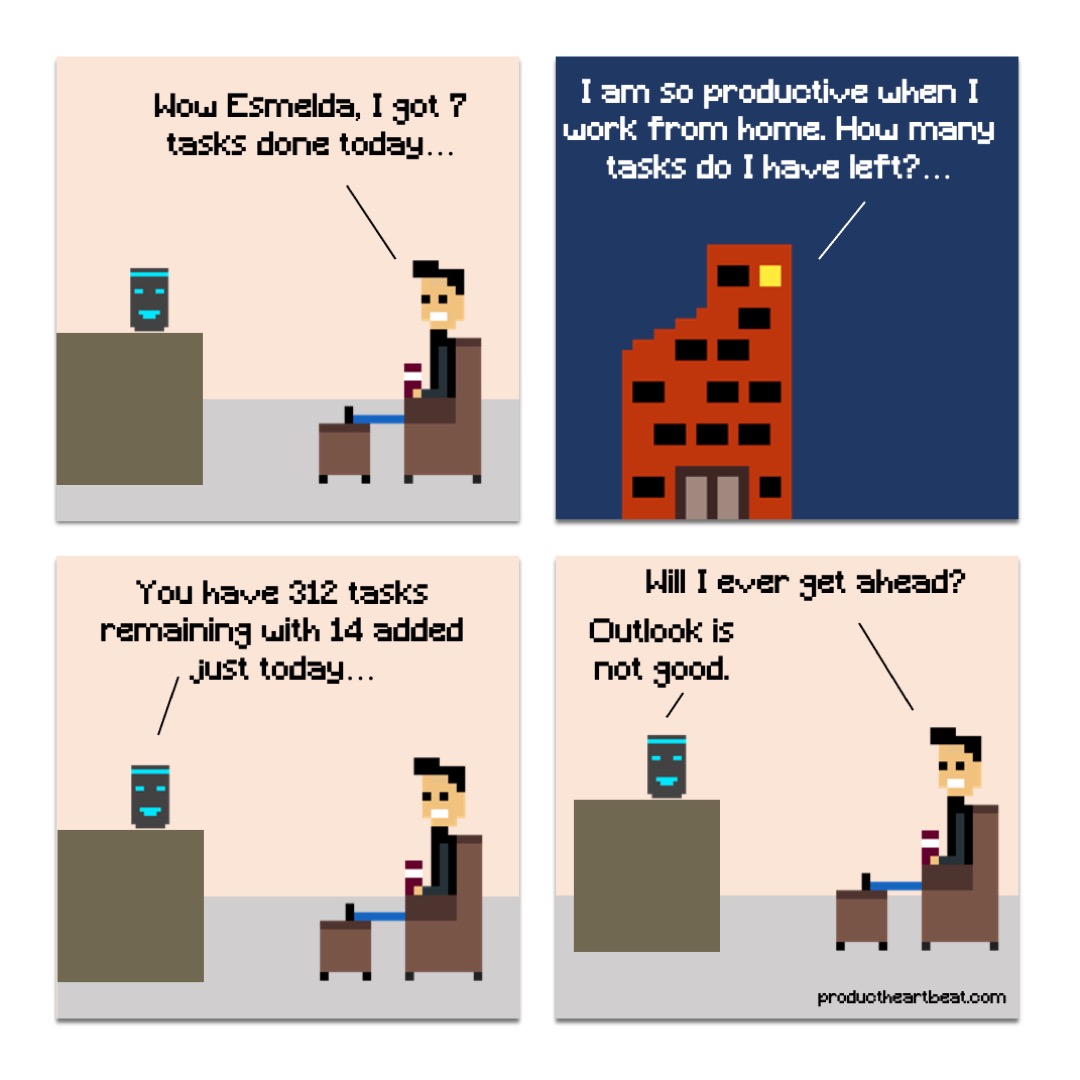 Wow Esmelda, I got 7
tasks done today...
I am so productive when I
work from home. How many
tasks do I have left?...
You have 312 tasks
remaining with 14 added
just today...
Will I ever get ahead?
Outlook is
not good.
productheartbeat.com